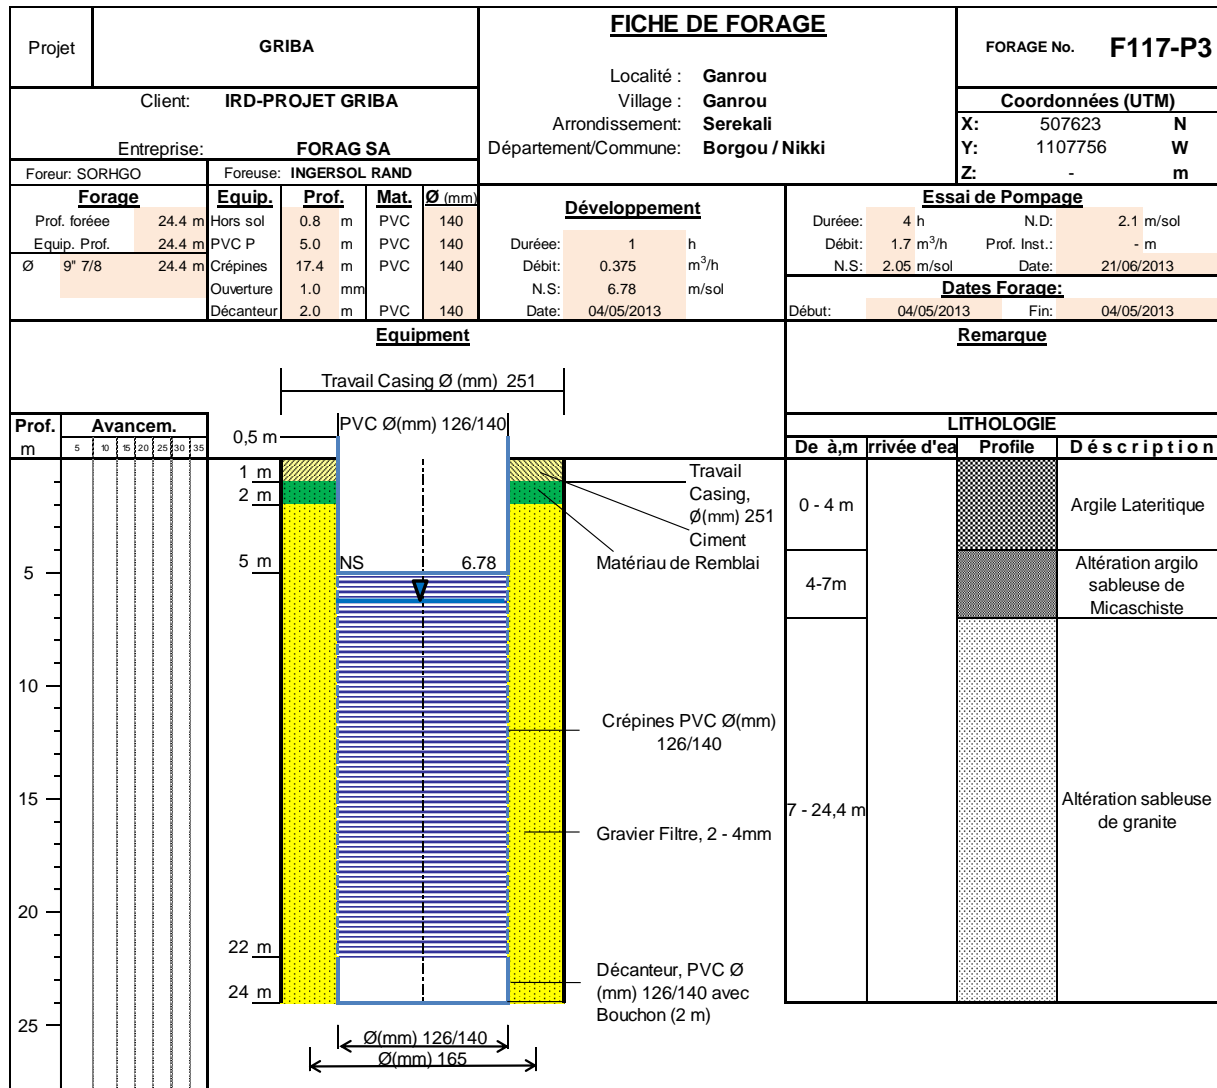 Projet GRIBA
FICHE DE FORAGE
FORAGE No. F117-P3
Localité : Ganrou
Client: IRD-PROJET GRIBA
Village : Ganrou
Coordonnées (UTM)
Arrondissement: Serekali
X: 507623 N
Entreprise: FORAG SA
Département/Commune: Borgou / Nikki
Y: 1107756 W
Foreur: SORHGO
Foreuse: INGERSOL RAND
Z: - m
Forage
Equip. Prof. Mat. Ø (mm)
Développement
Essai de Pompage
Prof. foréee 24.4 m
Hors sol 0.8 m PVC 140
Duréee: 4 h
N.D: 2.1 m/sol
Equip. Prof. 24.4 m
PVC P 5.0 m PVC 140
Duréee: 1 h
Débit: 1.7 m³/h
Prof. Inst.: - m
Ø 9" 7/8 24.4 m
Crépines 17.4 m PVC 140
Débit: 0.375 m³/h
N.S: 2.05 m/sol
Date: 21/06/2013
Ouverture 1.0 mm
N.S: 6.78 m/sol
Dates Forage:
Décanteur 2.0 m PVC 140
Date: 04/05/2013
Début: 04/05/2013
Fin: 04/05/2013
Equipment
Remarque
Travail Casing Ø (mm) 251
Prof. Avancem.
m 5 10 15 20 25 30 35
PVC Ø(mm) 126/140
0,5 m
LITHOLOGIE
De à,m rrivée d'ea Profile Déscription
1 m
2 m
Travail
Casing,
Ø(mm) 251
Ciment
Matériau de Remblai
0 - 4 m
Argile Lateritique
5
5 m
NS 6.78
4-7m
Altération argilo
sableuse de
Micaschiste
10
Crépines PVC Ø(mm)
126/140
15
7 - 24,4 m
Altération sableuse
de granite
Gravier Filtre, 2 - 4mm
20
22 m
Décanteur, PVC Ø
(mm) 126/140 avec
Bouchon (2 m)
24 m
25
Ø(mm) 126/140
Ø(mm) 165